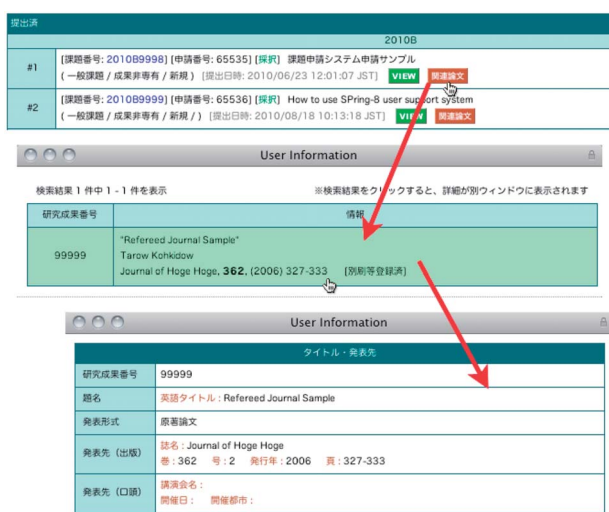 提出済
2010B
#1
[課題番号: 2010B9998] [申請番号: 65535] [採択] 課題申請システム申請サンプル
( 一般課題 / 成果非専有 / 新規 ) [提出日時: 2010/06/23 12:01:07 JST] VIEW 関連論文
#2
[課題番号: 2010B9999] [申請番号: 65536] [採択] How to use SPring-8 user support system
( 一般課題 / 成果非専有 / 新規 / ) [提出日時: 2010/08/18 10:13:18 JST] VIEW 関連論文
User Information
検索結果 1 件中 1 - 1 件を表示 ※検索結果をクリックすると、詳細が別ウィンドウに表示されます
研究成果番号 情報
99999
"Refereed Journal Sample"
Tarow Kohkidow
Journal of Hoge Hoge, 362, (2006) 327-333 [別刷等登録済]
User Information
タイトル・発表先
研究成果番号 99999
題名 英語タイトル : Refereed Journal Sample
発表形式 原著論文
発表先（出版） 誌名 : Journal of Hoge Hoge
巻 : 362 号 : 2 発行年 : 2006 頁 : 327-333
発表先（口頭） 講演会名 :
開催日 : 開催都市 :